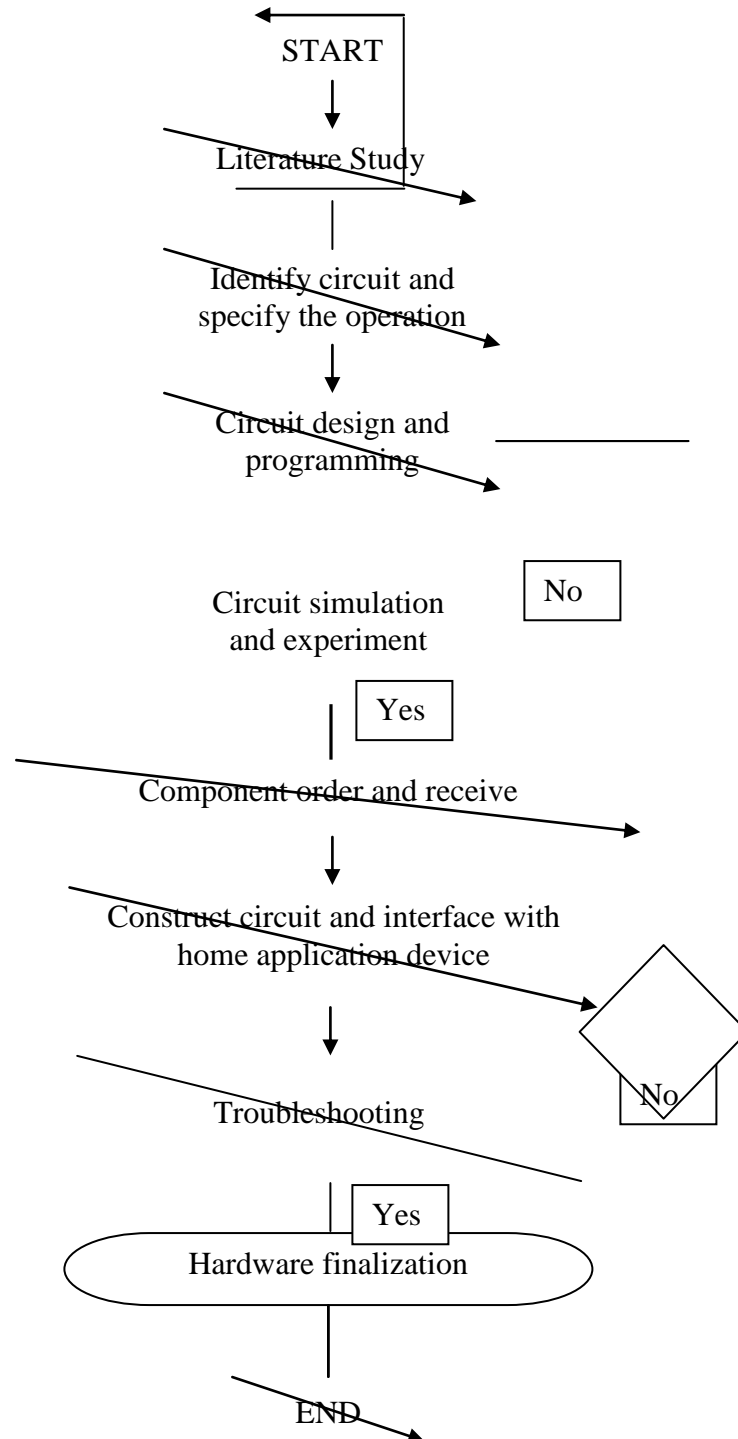 START
Literature Study
Identify circuit and
specify the operation
Circuit design and
programming
No
Circuit simulation
and experiment
Yes
Component order and receive
Construct circuit and interface with
home application device
No
Troubleshooting
Yes
Hardware finalization
END